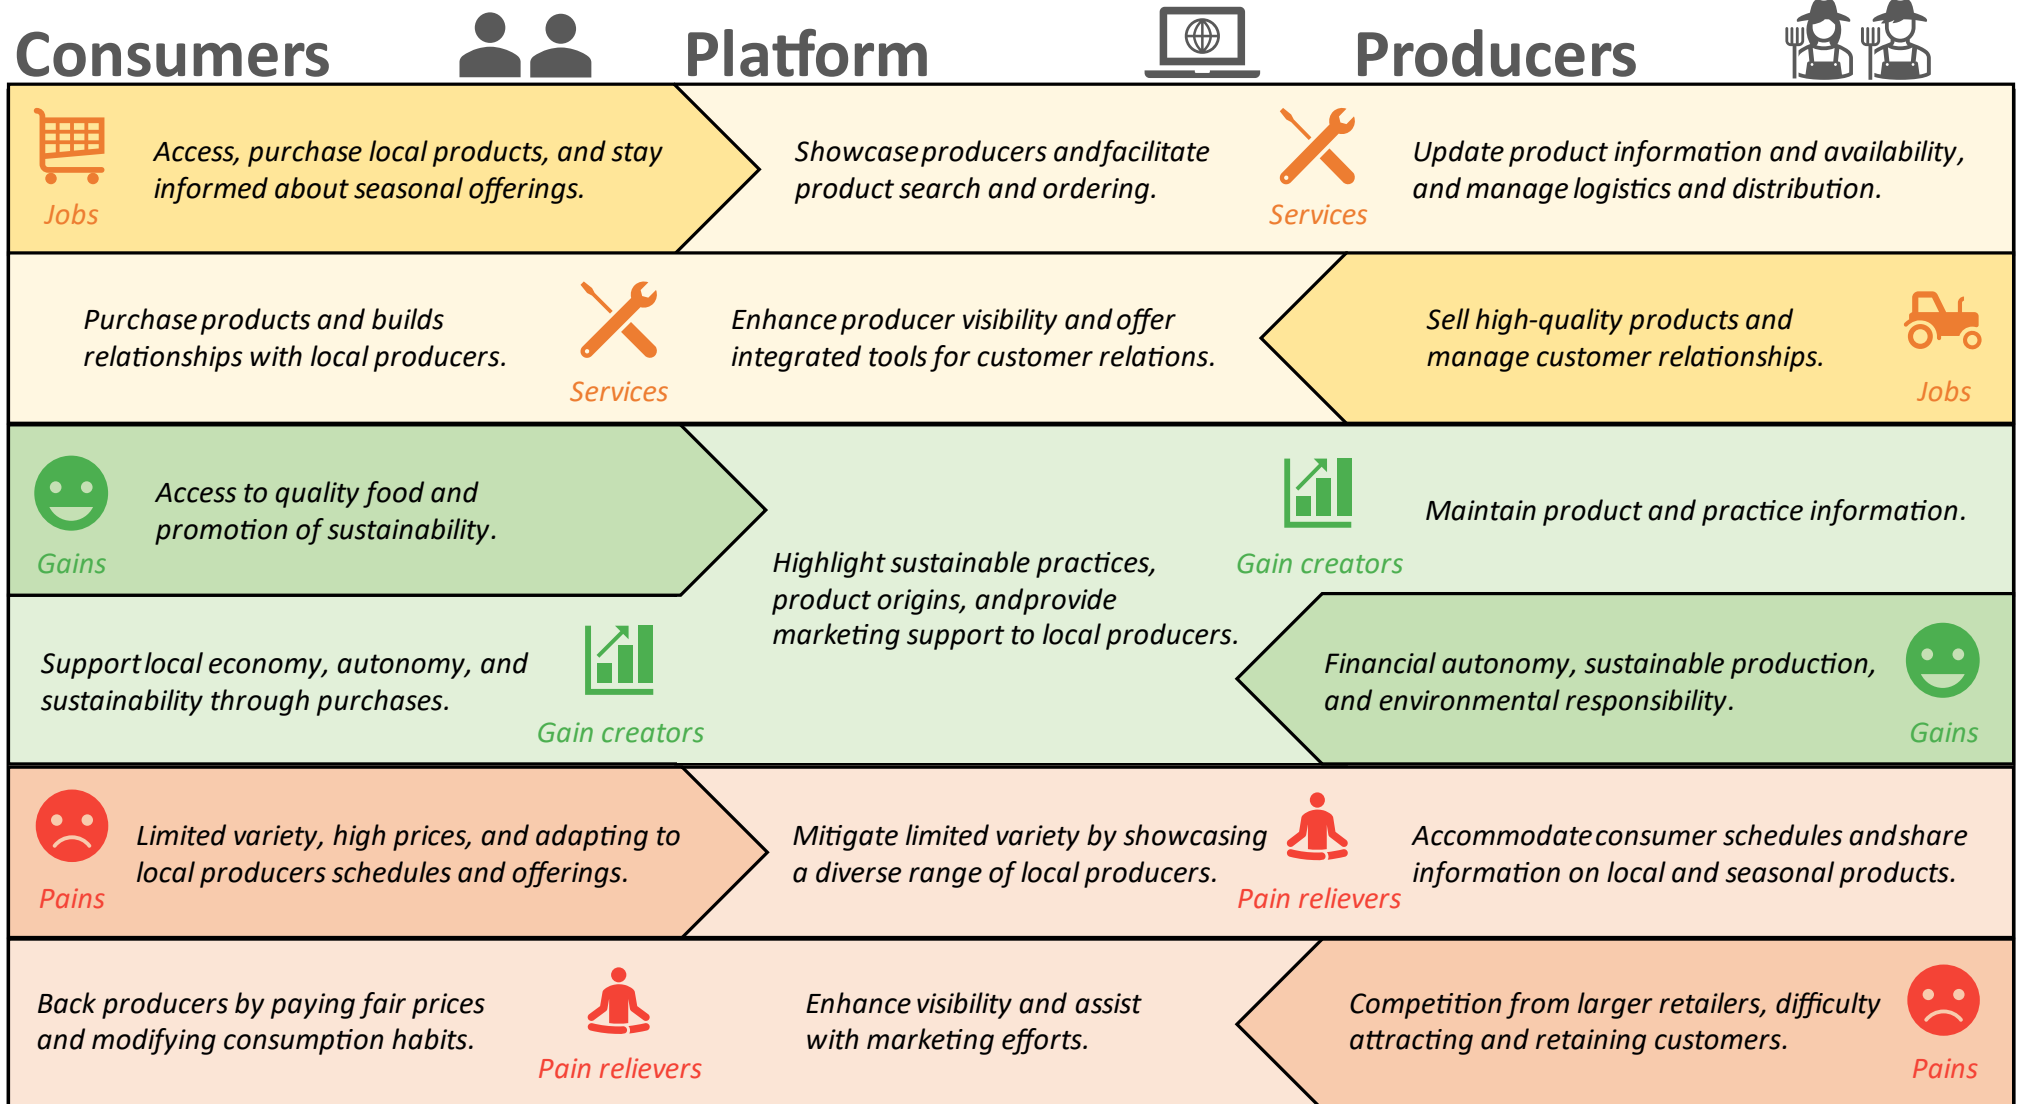 Consumers
Platform
Producers
Access, purchase local products, and stay
informed about seasonal offerings.
Jobs
Showcase producers and facilitate
product search and ordering.
Services
Update product information and availability,
and manage logistics and distribution.
Purchase products and builds
relationships with local producers.
Services
Enhance producer visibility and offer
integrated tools for customer relations.
Sell high-quality products and
manage customer relationships.
Jobs
Access to quality food and
promotion of sustainability.
Gains
Highlight sustainable practices,
product origins, and provide
marketing support to local producers.
Gain creators
Maintain product and practice information.
Support local economy, autonomy, and
sustainability through purchases.
Gain creators
Financial autonomy, sustainable production,
and environmental responsibility.
Gains
Limited variety, high prices, and adapting to
local producers schedules and offerings.
Pains
Mitigate limited variety by showcasing
a diverse range of local producers.
Pain relievers
Accommodate consumer schedules and share
information on local and seasonal products.
Back producers by paying fair prices
and modifying consumption habits.
Pain relievers
Enhance visibility and assist
with marketing efforts.
Competition from larger retailers, difficulty
attracting and retaining customers.
Pains